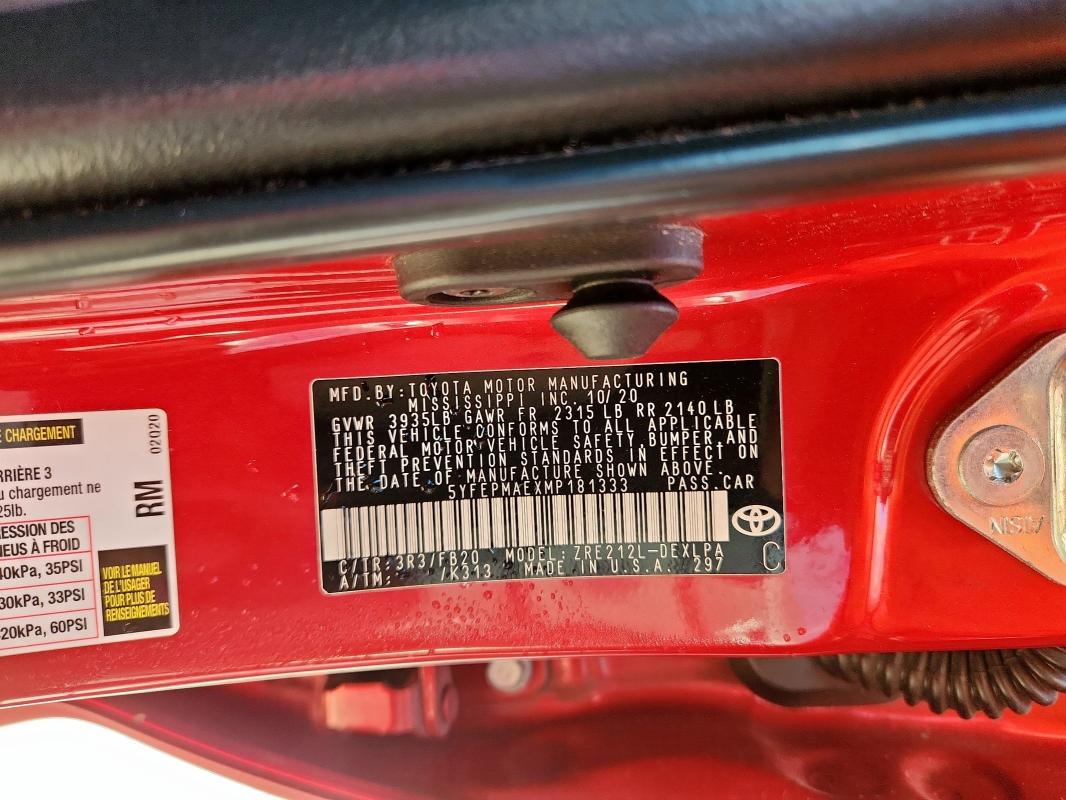 MFD. BY: TOYOTA MOTOR MANUFACTURING
MISSISSIPPI INC. 10/20
GVWR 3935LB GAWR FR 2315 LB RR 2140 LB
THIS VEHICLE CONFORMS TO ALL APPLICABLE
FEDERAL MOTOR VEHICLE SAFETY, BUMPER, AND
THEFT PREVENTION STANDARDS IN EFFECT ON
THE DATE OF MANUFACTURE SHOWN ABOVE.
5YFEPMAEXMP181333 PASS. CAR
C/TR: 3R3/FB20 MODEL: ZRE212L-DEXLPA
A/TM: /K313 MADE IN U.S.A. 297 C
E CHARGEMENT
02020
RRIÈRE 3
u chargement ne
25lb.
RM
ESSION DES
NEUS À FROID
40kPa, 35PSI
30kPa, 33PSI
20kPa, 60PSI
VOIR LE MANUEL
DE L'USAGER
POUR PLUS DE
RENSEIGNEMENTS
AISIN